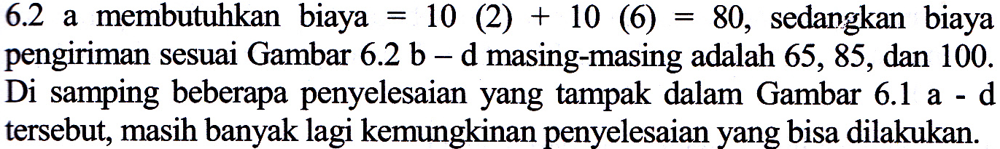 6.2 a membutuhkan biaya = 10 (2) + 10 (6) = 80, sedangkan biaya
pengiriman sesuai Gambar 6.2 b – d masing-masing adalah 65, 85, dan 100.
Di samping beberapa penyelesaian yang tampak dalam Gambar 6.1 a - d
tersebut, masih banyak lagi kemungkinan penyelesaian yang bisa dilakukan.